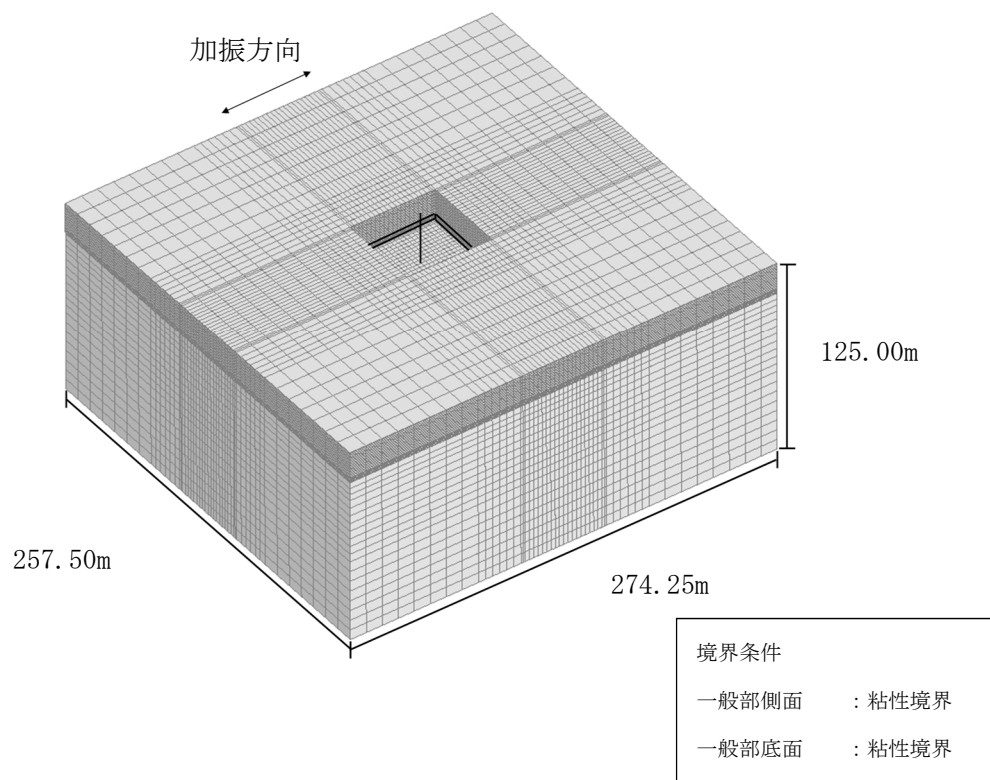 加振方向
125.00m
257.50m
274.25m
境界条件
一般部側面　：粘性境界
一般部底面　：粘性境界